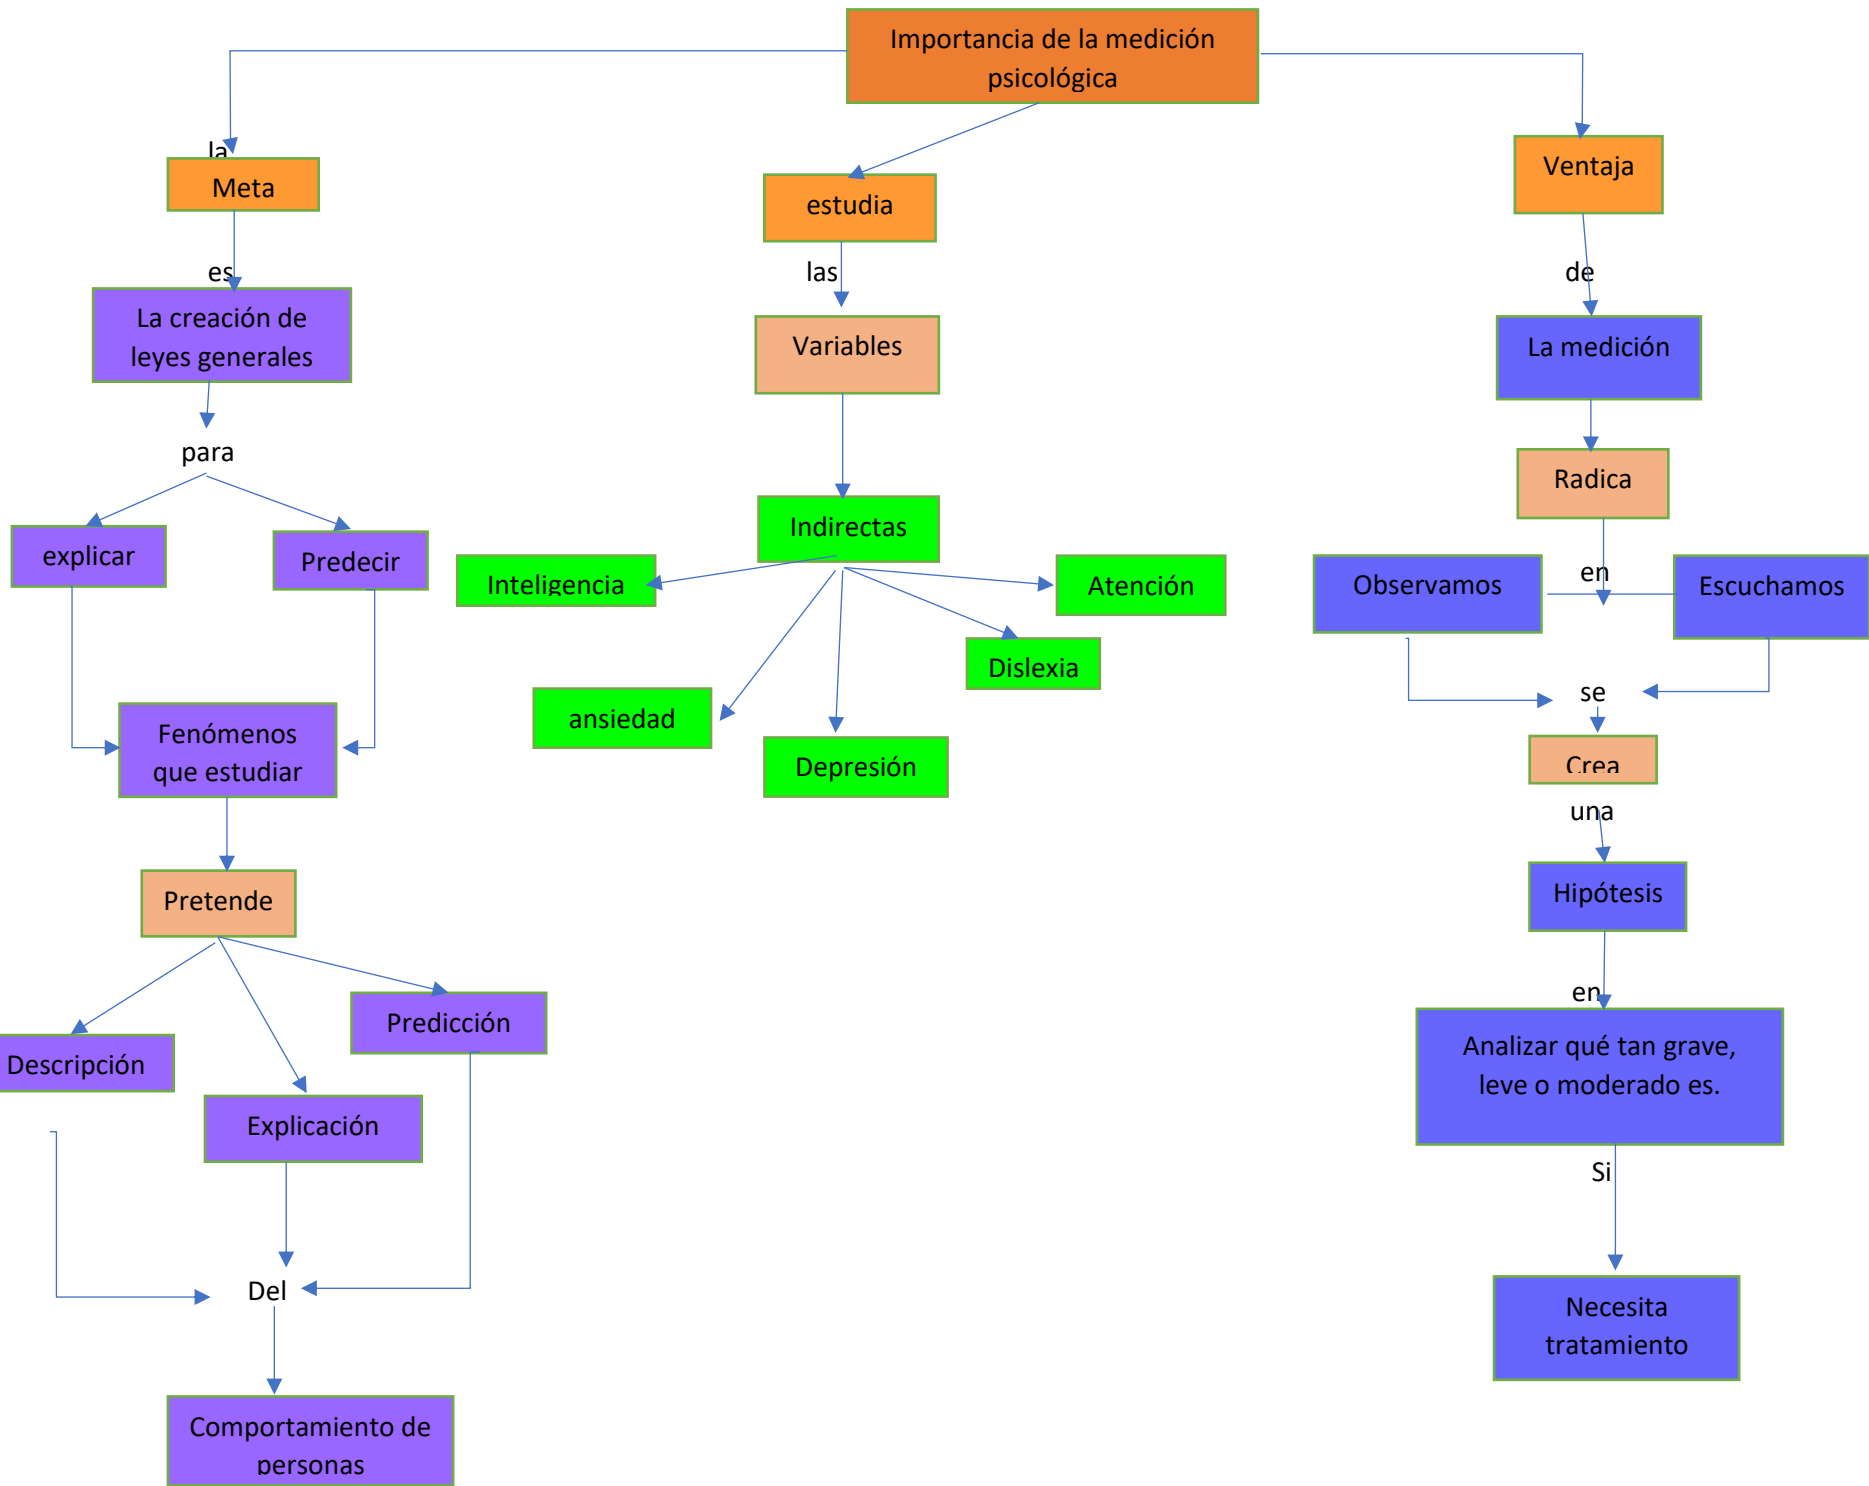 Importancia de la medición
psicológica
la
Meta
es
La creación de
leyes generales
para
explicar
Predecir
Fenómenos
que estudiar
Pretende
Descripción
Explicación
Predicción
Del
Comportamiento de
personas
estudia
las
Variables
Indirectas
Inteligencia
ansiedad
Depresión
Dislexia
Atención
Ventaja
de
La medición
Radica
en
Observamos
Escuchamos
se
Crea
una
Hipótesis
en
Analizar qué tan grave,
leve o moderado es.
Si
Necesita
tratamiento